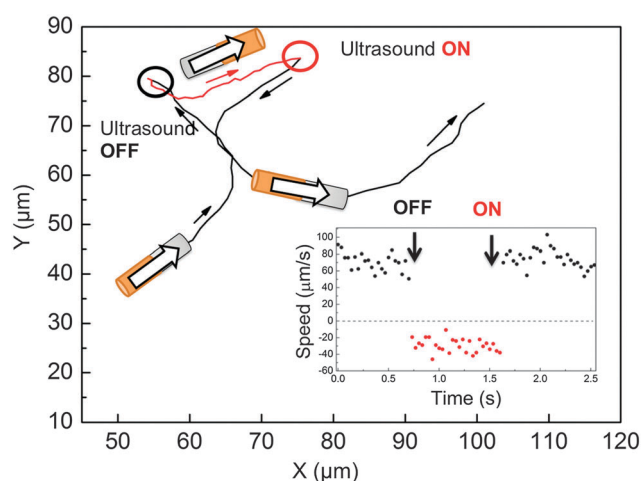 Ultrasound ON
Ultrasound
OFF
Y (μm)
90
80
70
60
50
40
30
20
10
50 60 70 80 90 100 110 120
X (μm)
OFF ON
Speed (μm/s)
100
80
60
40
20
0
-20
-40
-60
-80
0.0 0.5 1.0 1.5 2.0 2.5
Time (s)